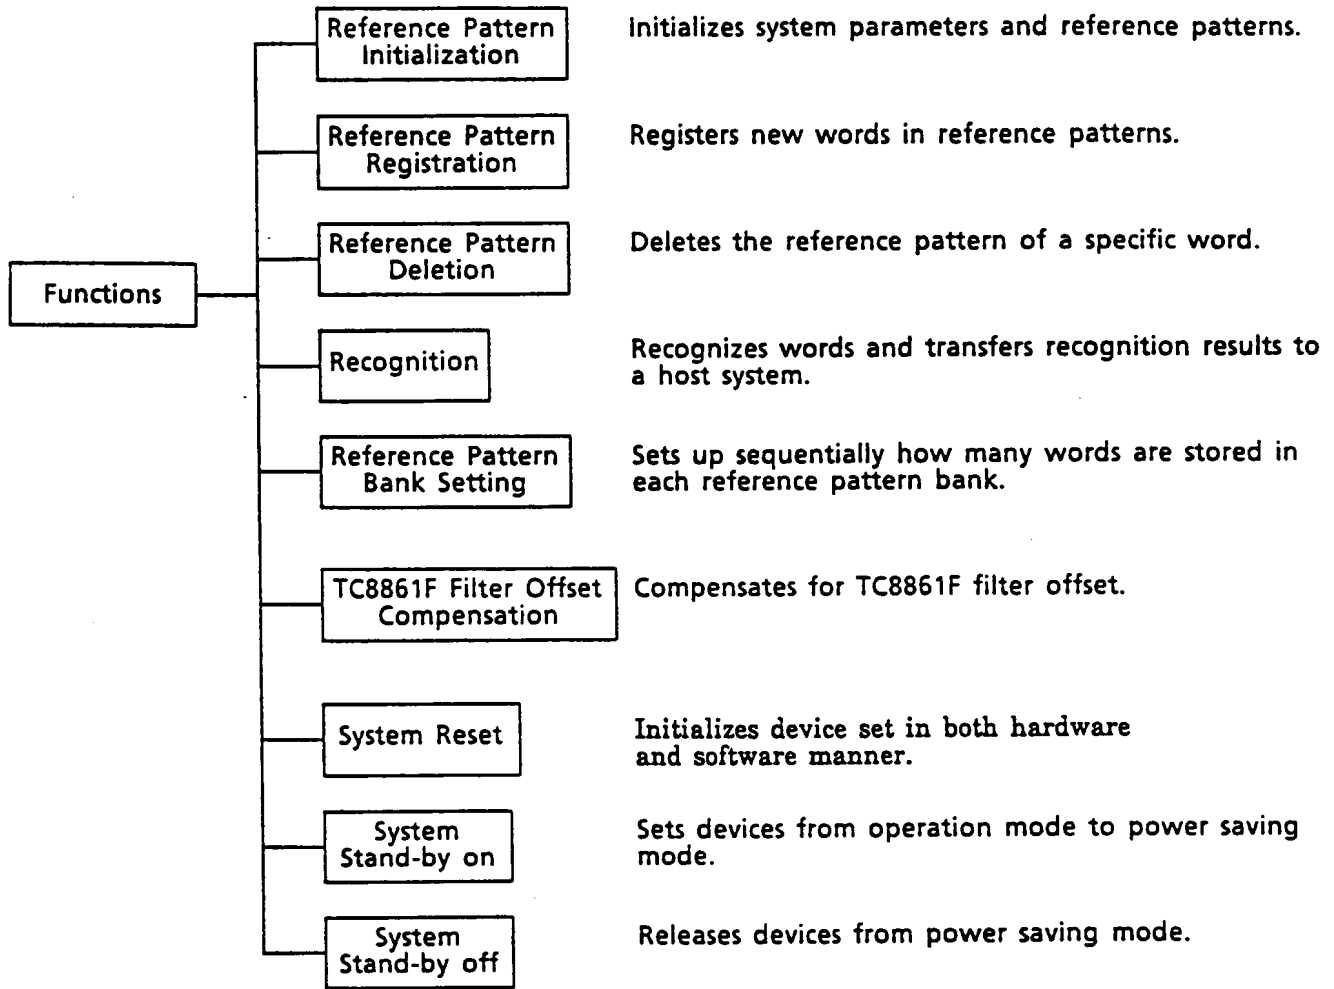 Reference Pattern
Initialization
Initializes system parameters and reference patterns.
Reference Pattern
Registration
Registers new words in reference patterns.
Reference Pattern
Deletion
Deletes the reference pattern of a specific word.
Functions
Recognition
Recognizes words and transfers recognition results to
a host system.
Reference Pattern
Bank Setting
Sets up sequentially how many words are stored in
each reference pattern bank.
TC8861F Filter Offset
Compensation
Compensates for TC8861F filter offset.
System Reset
Initializes device set in both hardware
and software manner.
System
Stand-by on
Sets devices from operation mode to power saving
mode.
System
Stand-by off
Releases devices from power saving mode.